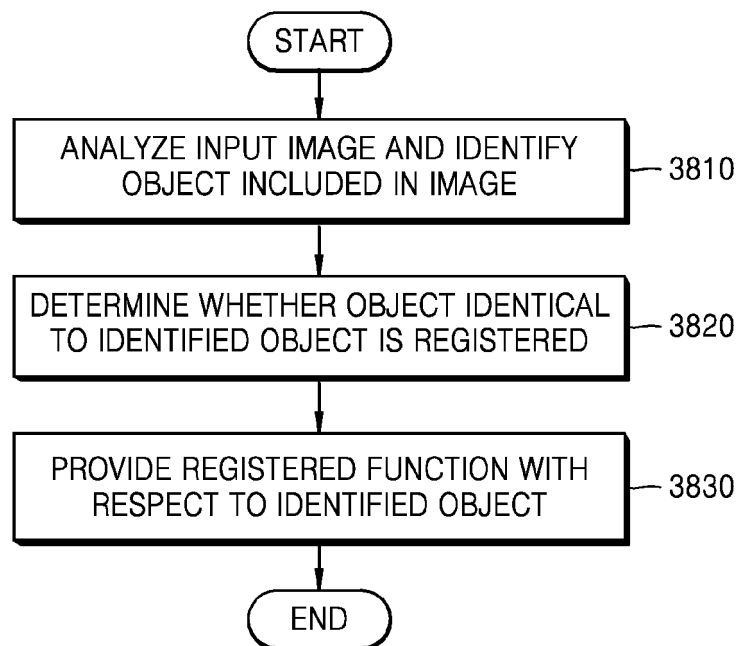 START
ANALYZE INPUT IMAGE AND IDENTIFY
OBJECT INCLUDED IN IMAGE
3810
DETERMINE WHETHER OBJECT IDENTICAL
TO IDENTIFIED OBJECT IS REGISTERED
3820
PROVIDE REGISTERED FUNCTION WITH
RESPECT TO IDENTIFIED OBJECT
3830
END